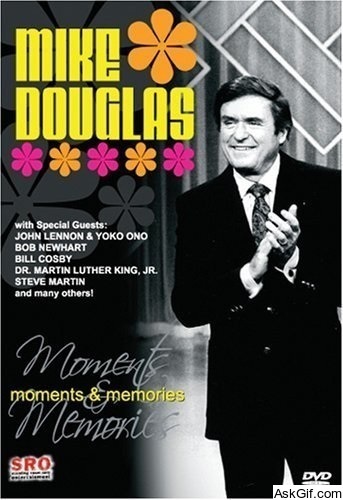 MIKE
DOUGLAS
with Special Guests:
JOHN LENNON & YOKO ONO
BOB NEWHART
BILL COSBY
DR. MARTIN LUTHER KING, JR.
STEVE MARTIN
and many others!
Moments
moments & memories
&
Memories
SRO
entertainment
DVD
AskGif.com